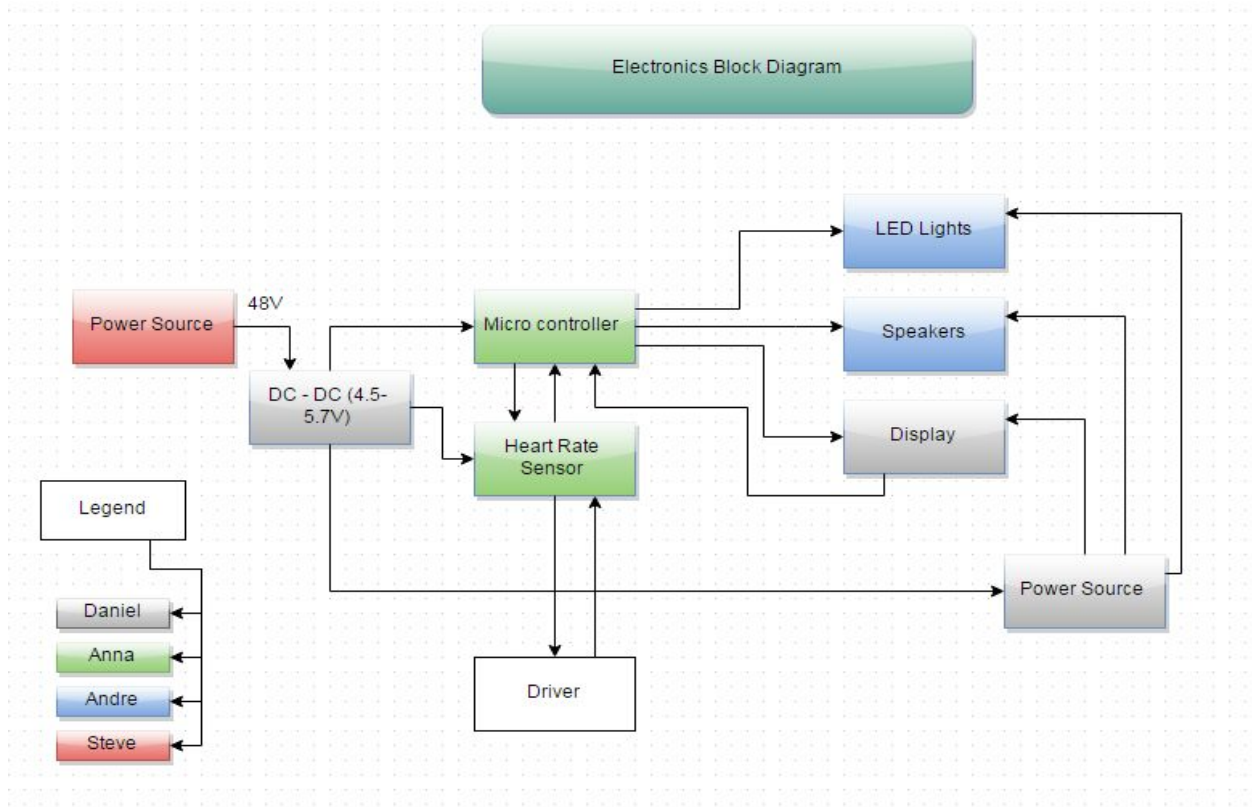 Electronics Block Diagram
LED Lights
48V
Power Source
Micro controller
Speakers
DC - DC (4.5-
5.7V)
Display
Heart Rate
Sensor
Legend
Power Source
Daniel
Anna
Andre
Steve
Driver